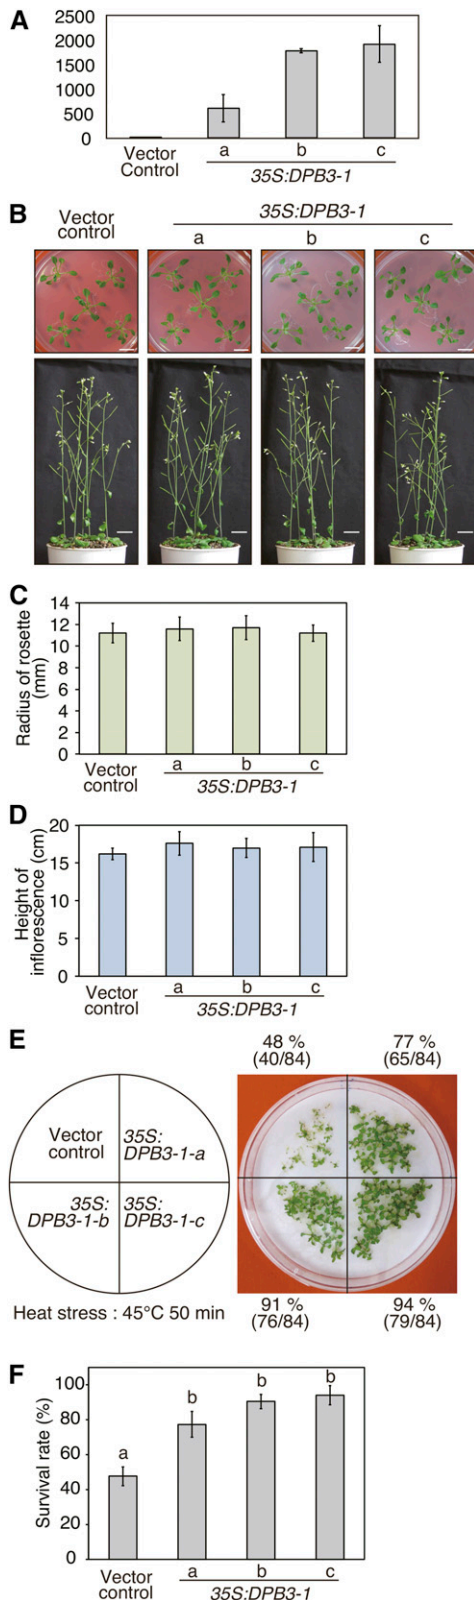 A
2500
2000
1500
1000
500
0
Vector
Control
a b c
35S:DPB3-1
B
Vector
control
35S:DPB3-1
a b c
C
Radius of rosette
(mm)
14
12
10
8
6
4
2
0
Vector
control
a b c
35S:DPB3-1
D
Height of
inflorescence (cm)
20
15
10
5
0
Vector
control
a b c
35S:DPB3-1
E
Vector
control
35S:
DPB3-1-a
35S:
DPB3-1-b
35S:
DPB3-1-c
Heat stress : 45°C 50 min
48 %
(40/84)
77 %
(65/84)
91 %
(76/84)
94 %
(79/84)
F
Survival rate (%)
100
80
60
40
20
0
a b b b
Vector
control
a b c
35S:DPB3-1